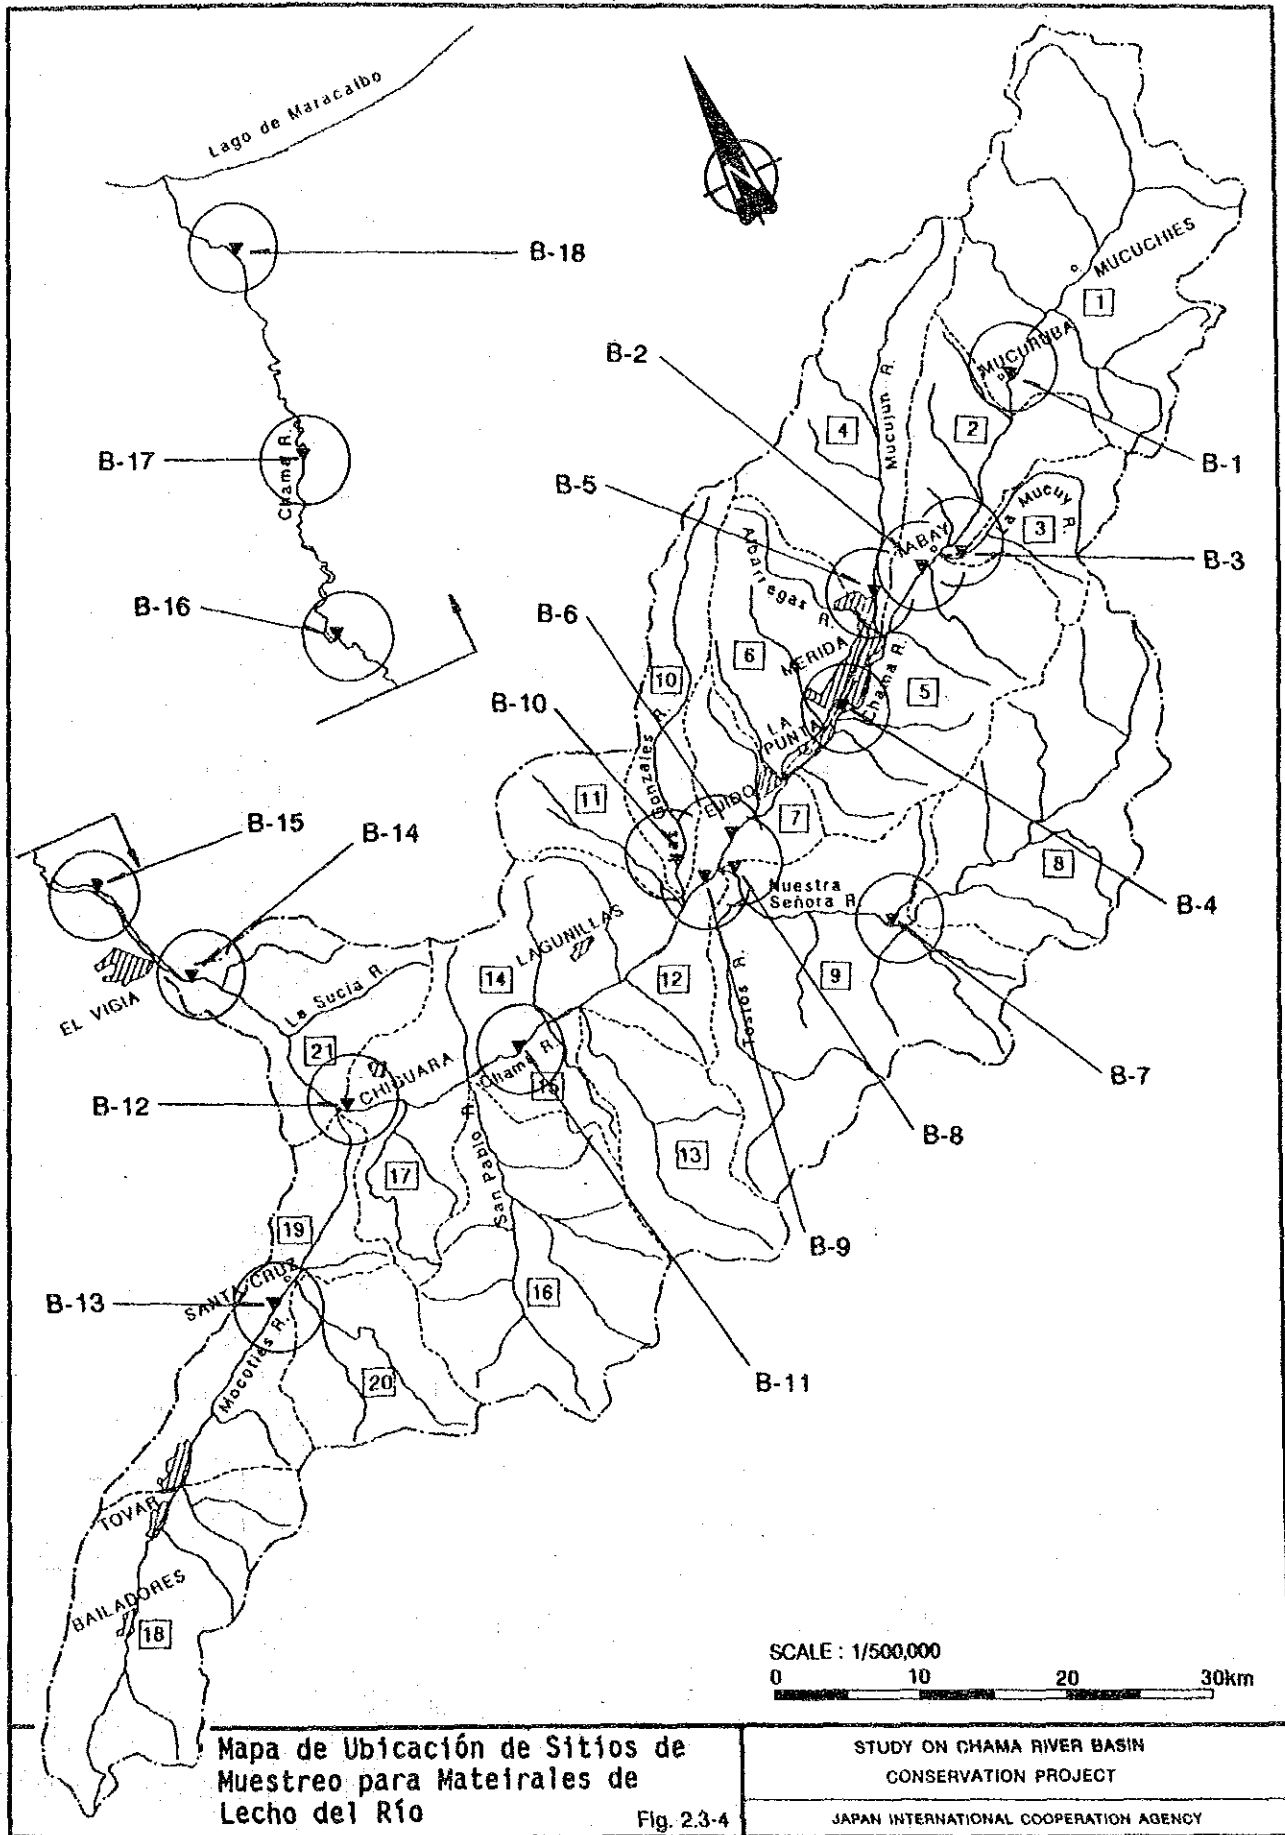 Lago de Maracaibo
N
B-18
MUCUCHIES
1
MUCURUBA
B-2
Mucujun R.
4
2
B-17
Chama R.
B-1
B-5
La Mucuy R.
3
TABAY
B-3
Albarregas R.
B-16
B-6
6
MERIDA
10
5
Chama R.
B-10
LA PUNTA
Gonzales R.
11
EJIDO
7
B-15
B-14
8
Nuestra
Señora R.
B-4
LAGUNILLAS
14
12
9
EL VIGIA
La Sucia R.
21
CHIGUARA
Chama R.
15
B-7
B-12
B-8
San Pablo R.
13
17
19
B-9
SANTA CRUZ
B-13
16
Mocoties R.
20
B-11
TOVAR
BAILADORES
18
SCALE : 1/500,000
0 10 20 30km
Mapa de Ubicación de Sitios de
Muestreo para Mateirales de
Lecho del Río
Fig. 2.3-4
STUDY ON CHAMA RIVER BASIN
CONSERVATION PROJECT
JAPAN INTERNATIONAL COOPERATION AGENCY